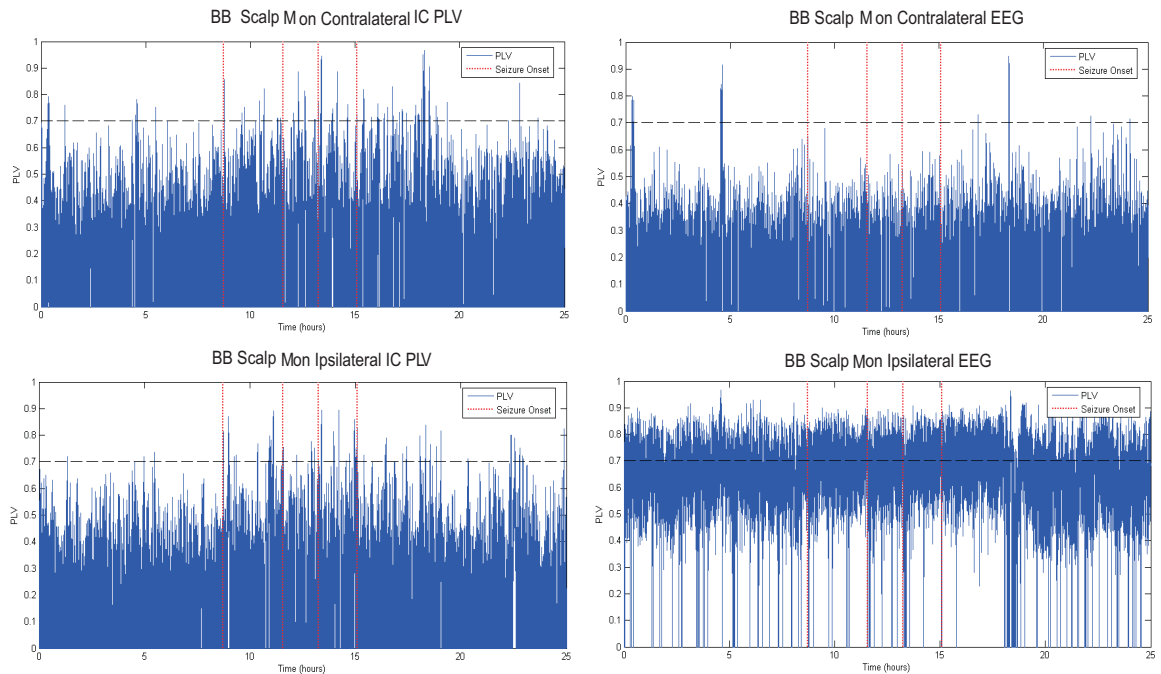 BB Scalp Mon Contralateral IC PLV
1
0.9
0.8
0.7
0.6
0.5
0.4
0.3
0.2
0.1
0
PLV
PLV
Seizure Onset
0 5 10 15 20 25
Time (hours)
BB Scalp Mon Contralateral EEG
1
0.9
0.8
0.7
0.6
0.5
0.4
0.3
0.2
0.1
0
PLV
PLV
Seizure Onset
0 5 10 15 20 25
Time (hours)
BB Scalp Mon Ipsilateral IC PLV
1
0.9
0.8
0.7
0.6
0.5
0.4
0.3
0.2
0.1
0
PLV
PLV
Seizure Onset
0 5 10 15 20 25
Time (hours)
BB Scalp Mon Ipsilateral EEG
1
0.9
0.8
0.7
0.6
0.5
0.4
0.3
0.2
0.1
0
PLV
PLV
Seizure Onset
0 5 10 15 20 25
Time (hours)